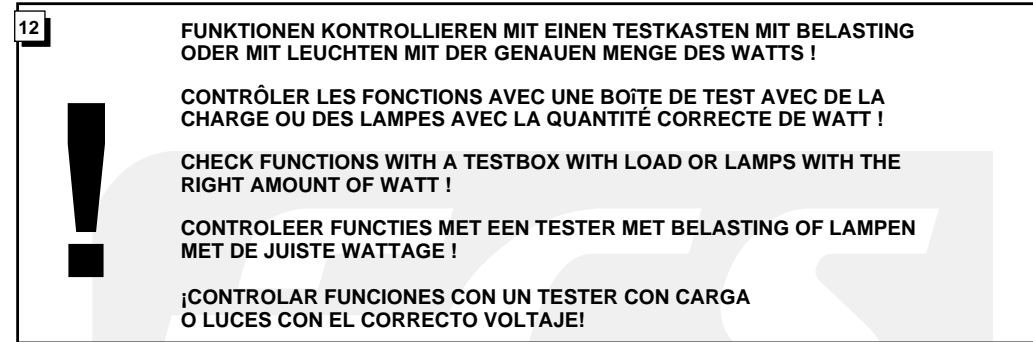 12
FUNKTIONEN KONTROLLIEREN MIT EINEN TESTKASTEN MIT BELASTING
ODER MIT LEUCHTEN MIT DER GENAUEN MENGE DES WATTS !
CONTRÔLER LES FONCTIONS AVEC UNE BOîTE DE TEST AVEC DE LA
CHARGE OU DES LAMPES AVEC LA QUANTITÉ CORRECTE DE WATT !
!
CHECK FUNCTIONS WITH A TESTBOX WITH LOAD OR LAMPS WITH THE
RIGHT AMOUNT OF WATT !
CONTROLEER FUNCTIES MET EEN TESTER MET BELASTING OF LAMPEN
MET DE JUISTE WATTAGE !
¡CONTROLAR FUNCIONES CON UN TESTER CON CARGA
O LUCES CON EL CORRECTO VOLTAJE!